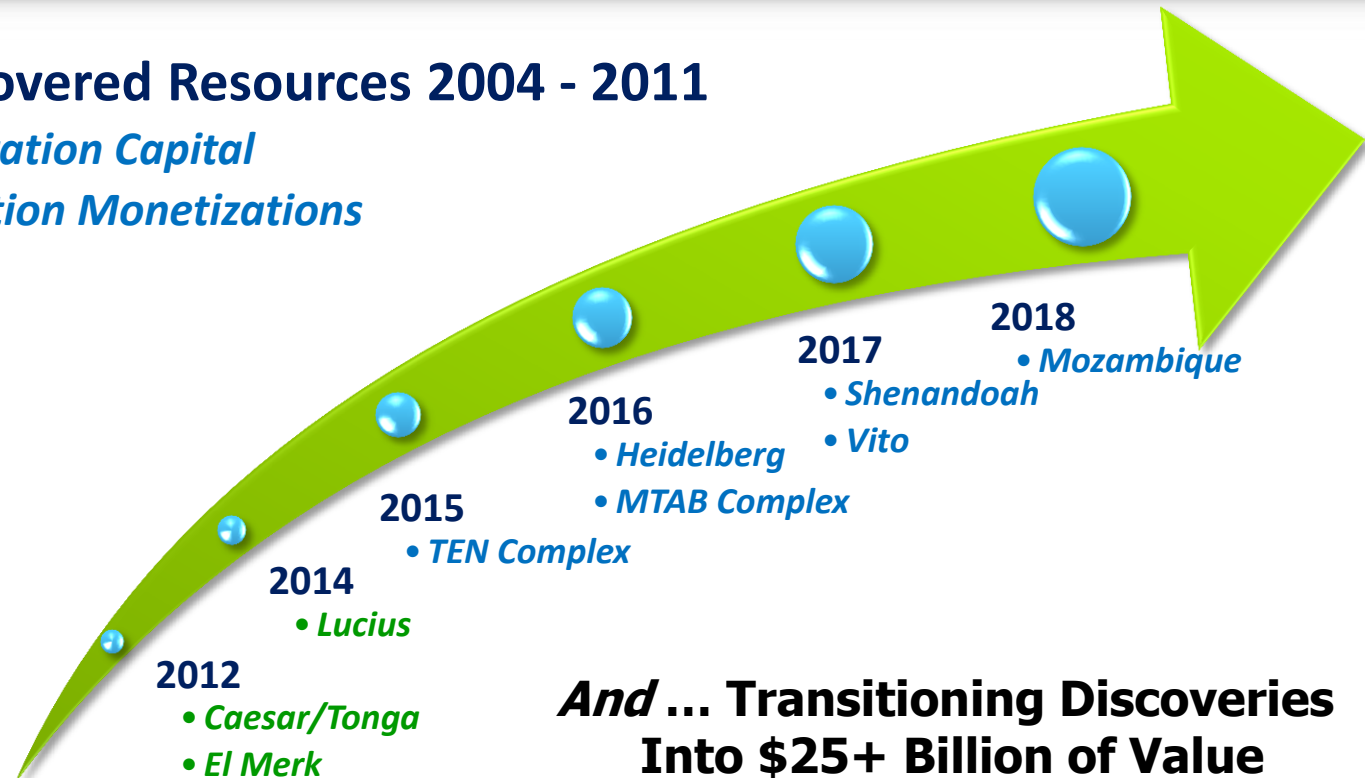 overed Resources 2004 - 2011
ation Capital
tion Monetizations
2018
• Mozambique
2017
• Shenandoah
• Vito
2016
• Heidelberg
• MTAB Complex
2015
• TEN Complex
2014
• Lucius
2012
• Caesar/Tonga
• El Merk
And ... Transitioning Discoveries
Into $25+ Billion of Value